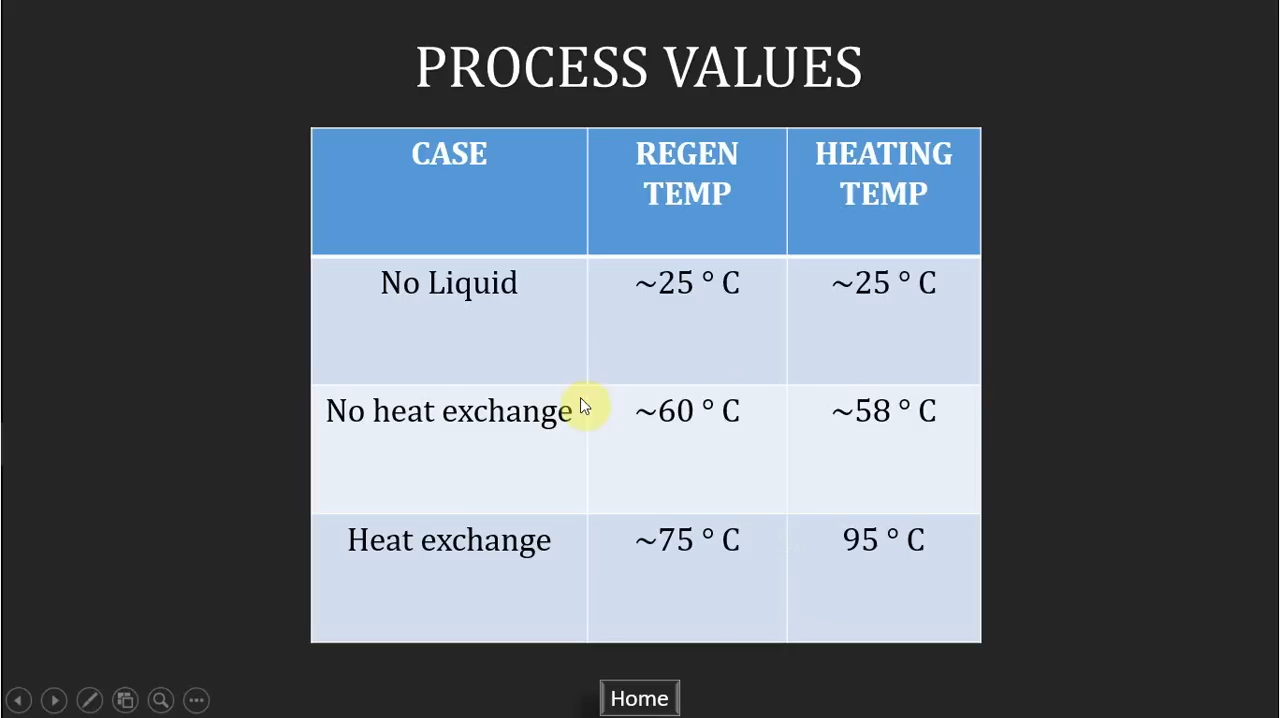 PROCESS VALUES
CASE
REGEN
TEMP
HEATING
TEMP
No Liquid
~25 ° C
~25 ° C
No heat exchange
~60 ° C
~58 ° C
Heat exchange
~75 ° C
95 ° C
Home